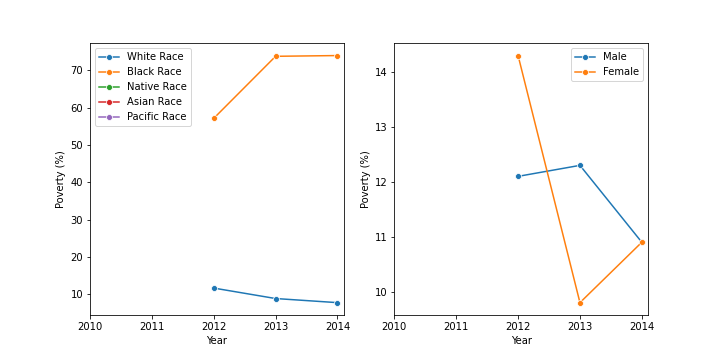 White Race
Black Race
Native Race
Asian Race
Pacific Race
70
60
50
40
30
20
10
Poverty (%)
2010 2011 2012 2013 2014
Year
Male
Female
14
13
12
11
10
Poverty (%)
2010 2011 2012 2013 2014
Year